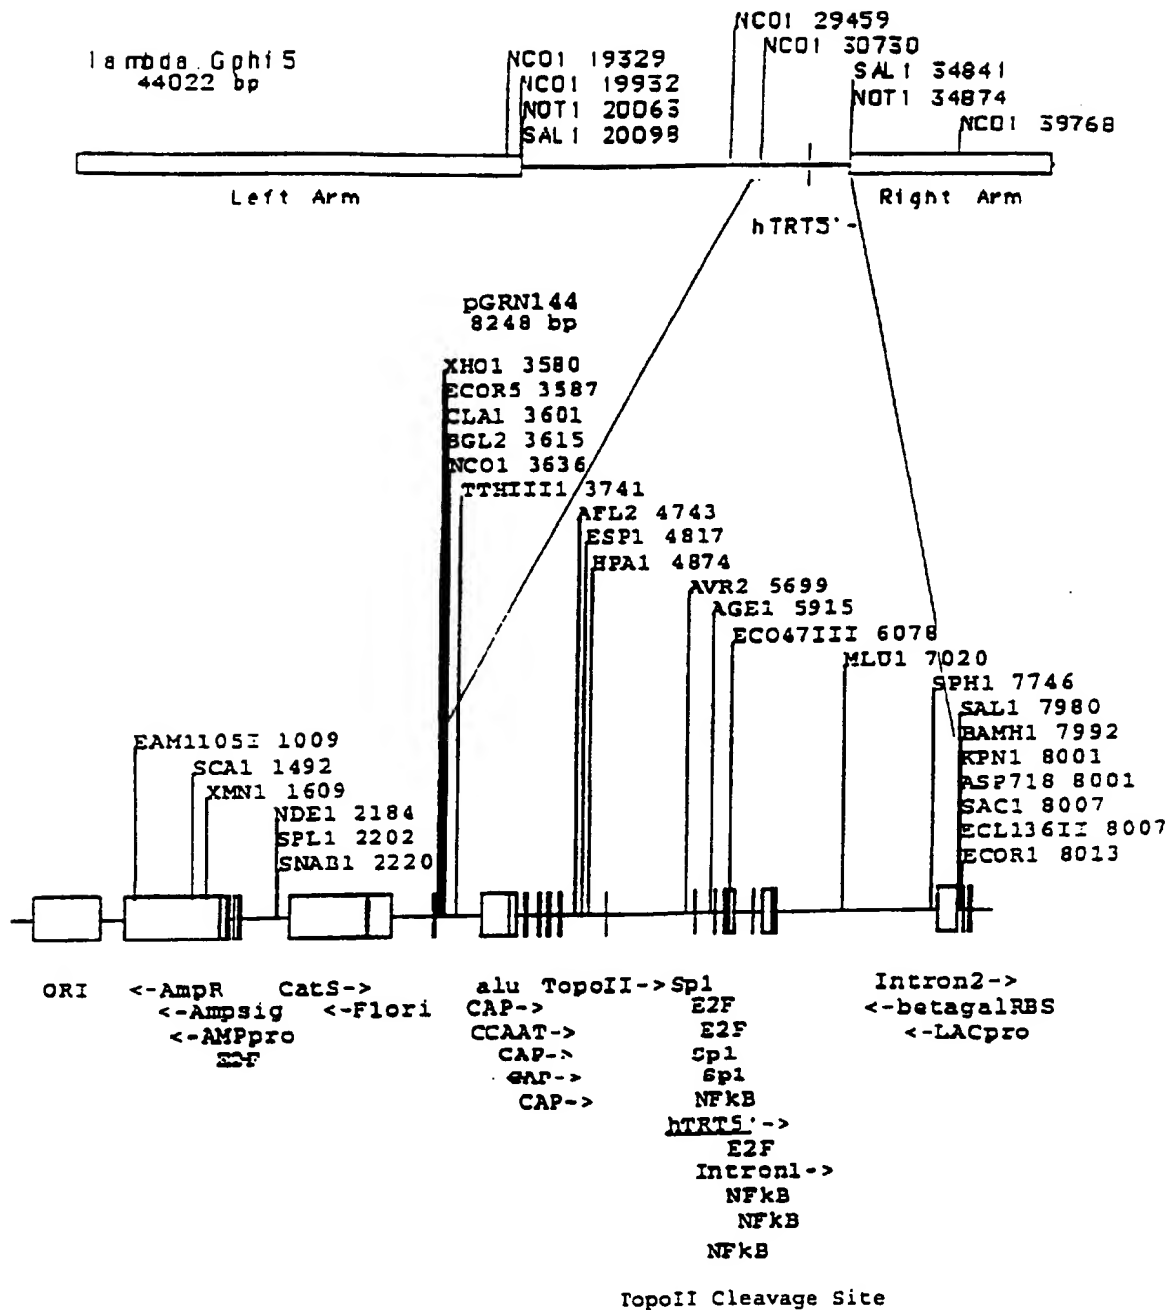 lambda Gphi5
44022 bp
NCO1 19329
NCO1 19932
NOT1 20063
SAL1 20098
NCO1 29459
NCO1 30730
SAL1 34841
NOT1 34874
NCO1 39768
Left Arm
Right Arm
hTRT5'-
pGRN144
8248 bp
XHO1 3580
ECOR5 3587
CLA1 3601
BGL2 3615
NCO1 3636
TTHIII1 3741
AFL2 4743
ESP1 4817
HPA1 4874
AVR2 5699
AGE1 5915
ECO47III 6078
MLU1 7020
SPH1 7746
SAL1 7980
BAMH1 7992
KPN1 8001
ASP718 8001
SAC1 8007
ECL136II 8007
ECOR1 8013
EAM1105I 1009
SCA1 1492
XMN1 1609
NDE1 2184
SPL1 2202
SNAB1 2220
ORI <-AmpR CatS-> alu TopoII-> Sp1 Intron2->
<-Ampsig <-Flori CAP-> E2F <-betagalRBS
<-AMPpro CCAAT-> E2F <-LACpro
E2F CAP-> Sp1
CAP-> Sp1
CAP-> NFkB
hTRT5'->
E2F
Intron1->
NFkB
NFkB
NFkB
TopoII Cleavage Site